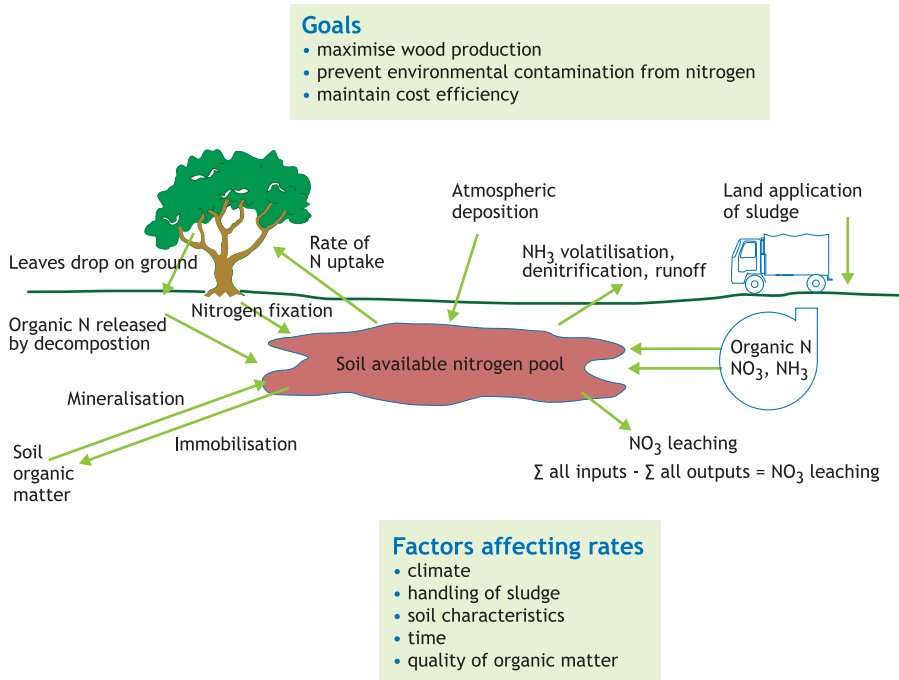 Goals
• maximise wood production
• prevent environmental contamination from nitrogen
• maintain cost efficiency
Atmospheric
deposition
Land application
of sludge
Rate of
N uptake
NH3 volatilisation,
denitrification, runoff
Leaves drop on ground
Nitrogen fixation
Organic N released
by decompostion
Soil available nitrogen pool
Organic N
NO3, NH3
Mineralisation
Immobilisation
Soil
organic
matter
NO3 leaching
Σ all inputs - Σ all outputs = NO3 leaching
Factors affecting rates
• climate
• handling of sludge
• soil characteristics
• time
• quality of organic matter